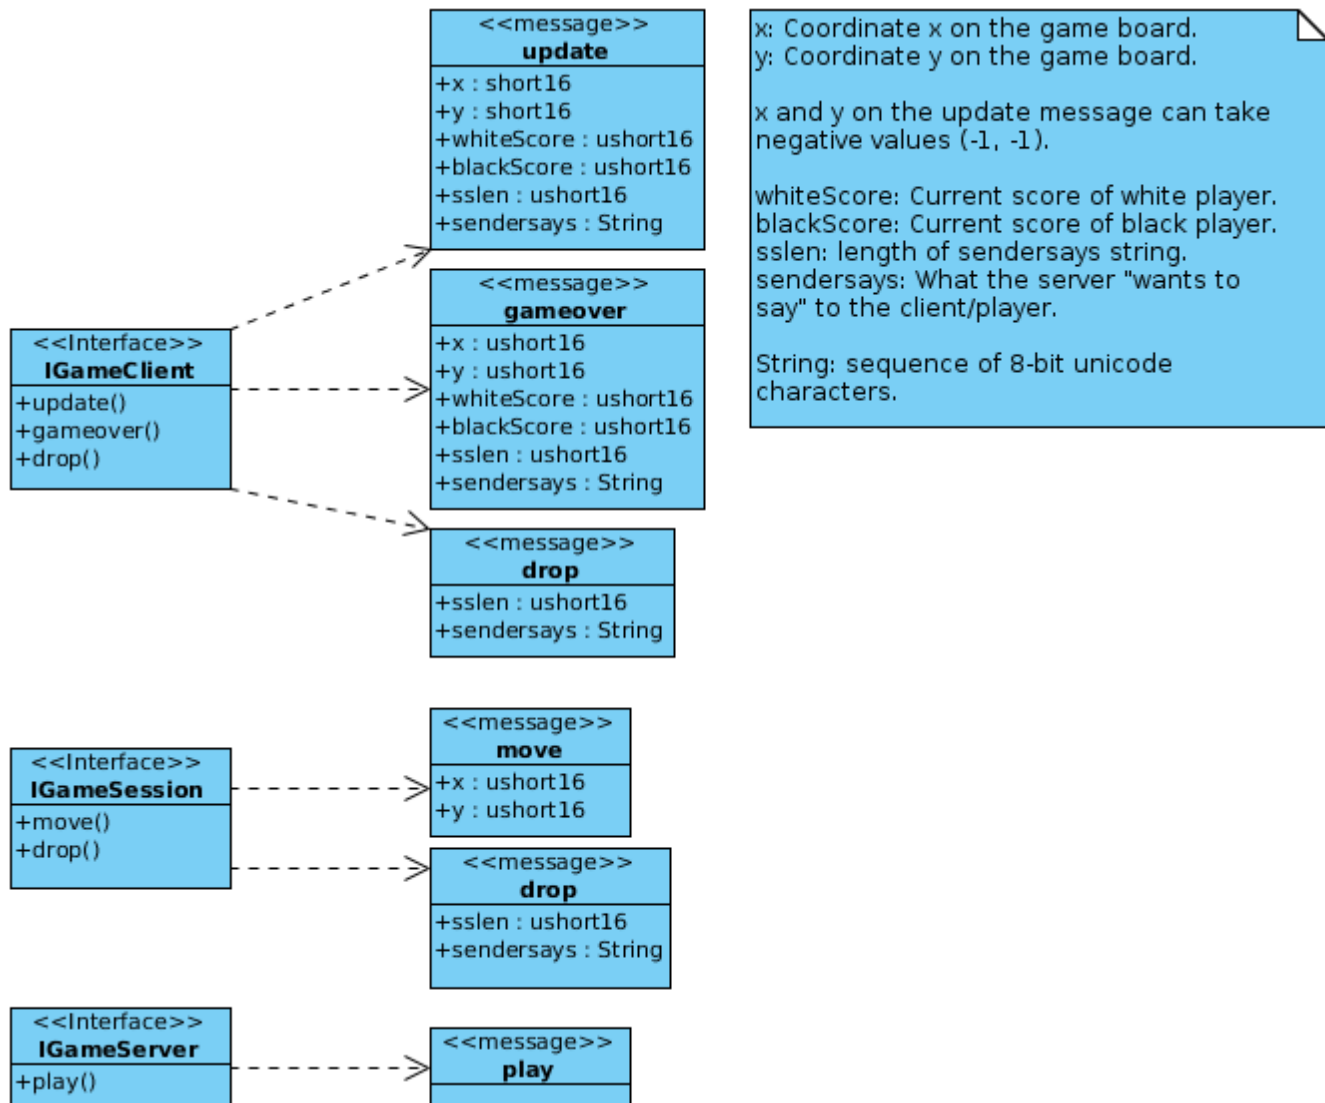 <<message>>
update
+x : short16
+y : short16
+whiteScore : ushort16
+blackScore : ushort16
+sslen : ushort16
+sendersays : String
x: Coordinate x on the game board.
y: Coordinate y on the game board.
x and y on the update message can take
negative values (-1, -1).
whiteScore: Current score of white player.
blackScore: Current score of black player.
sslen: length of sendersays string.
sendersays: What the server "wants to
say" to the client/player.
String: sequence of 8-bit unicode
characters.
<<Interface>>
IGameClient
+update()
+gameover()
+drop()
<<message>>
gameover
+x : ushort16
+y : ushort16
+whiteScore : ushort16
+blackScore : ushort16
+sslen : ushort16
+sendersays : String
<<message>>
drop
+sslen : ushort16
+sendersays : String
<<Interface>>
IGameSession
+move()
+drop()
<<message>>
move
+x : ushort16
+y : ushort16
<<message>>
drop
+sslen : ushort16
+sendersays : String
<<Interface>>
IGameServer
+play()
<<message>>
play